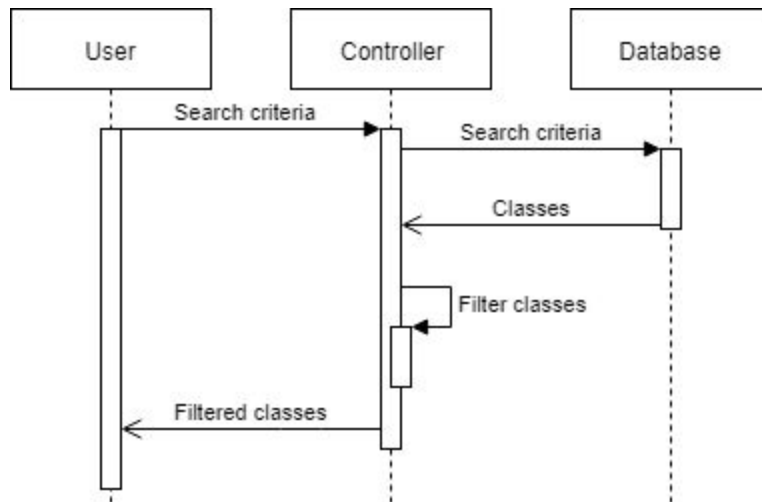 User
Controller
Database
Search criteria
Search criteria
Classes
Filter classes
Filtered classes